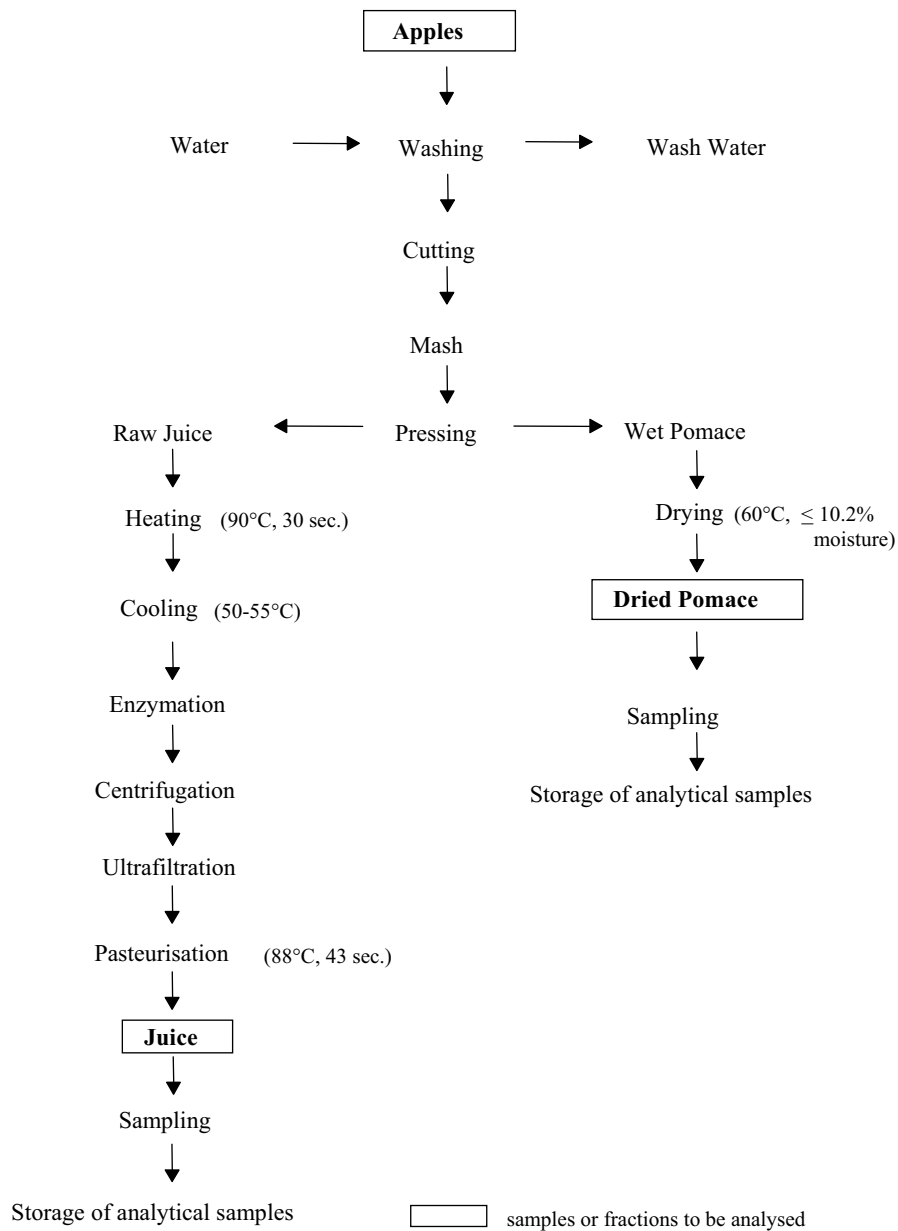 Apples
Water
Washing
Wash Water
Cutting
Mash
Raw Juice
Pressing
Wet Pomace
Heating (90°C, 30 sec.)
Drying (60°C, ≤ 10.2%
moisture)
Cooling (50-55°C)
Dried Pomace
Enzymation
Sampling
Centrifugation
Storage of analytical samples
Ultrafiltration
Pasteurisation (88°C, 43 sec.)
Juice
Sampling
Storage of analytical samples
samples or fractions to be analysed